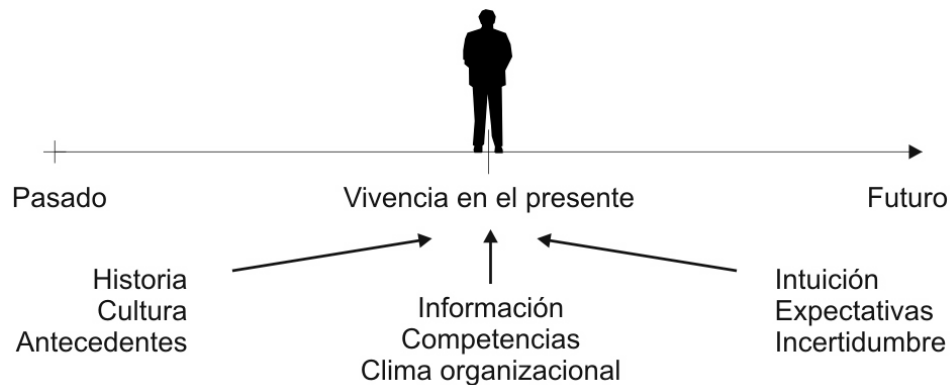 Pasado
Vivencia en el presente
Futuro
Historia
Cultura
Antecedentes
Información
Competencias
Clima organizacional
Intuición
Expectativas
Incertidumbre